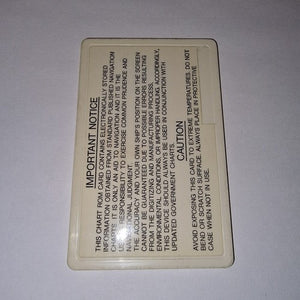 IMPORTANT NOTICE
THIS CHART ROM CARD CONTAINS ELECTRONICALLY STORED
INFORMATION OBTAINED FROM STANDARD PUBLISHED NAVIGATION
CHARTS. IT IS ONLY AN AID TO NAVIGATION AND IT IS THE
USER'S RESPONSIBILITY TO EXERCISE COMMON PRUDENCE AND
NAVIGATIONAL JUDGMENT.
THE ACCURACY AND YOUR OWN SHIP'S POSITION ON THE SCREEN
CANNOT BE GUARANTEED DUE TO POSSIBLE ERRORS RESULTING
FROM THE DIGITIZING AND MANUFACTURING PROCESS,
ENVIRONMENTAL CONDITIONS, OR IMPROPER HANDLING. ACCORDINGLY,
THIS DEVICE SHOULD ALWAYS BE USED IN CONJUNCTION WITH
UPDATED GOVERNMENT CHARTS.
CAUTION
AVOID EXPOSING THIS CARD TO EXTREME TEMPERATURES. DO NOT
BEND OR SCRATCH SURFACE. ALWAYS PLACE IN PROTECTIVE
CASE WHEN NOT IN USE.